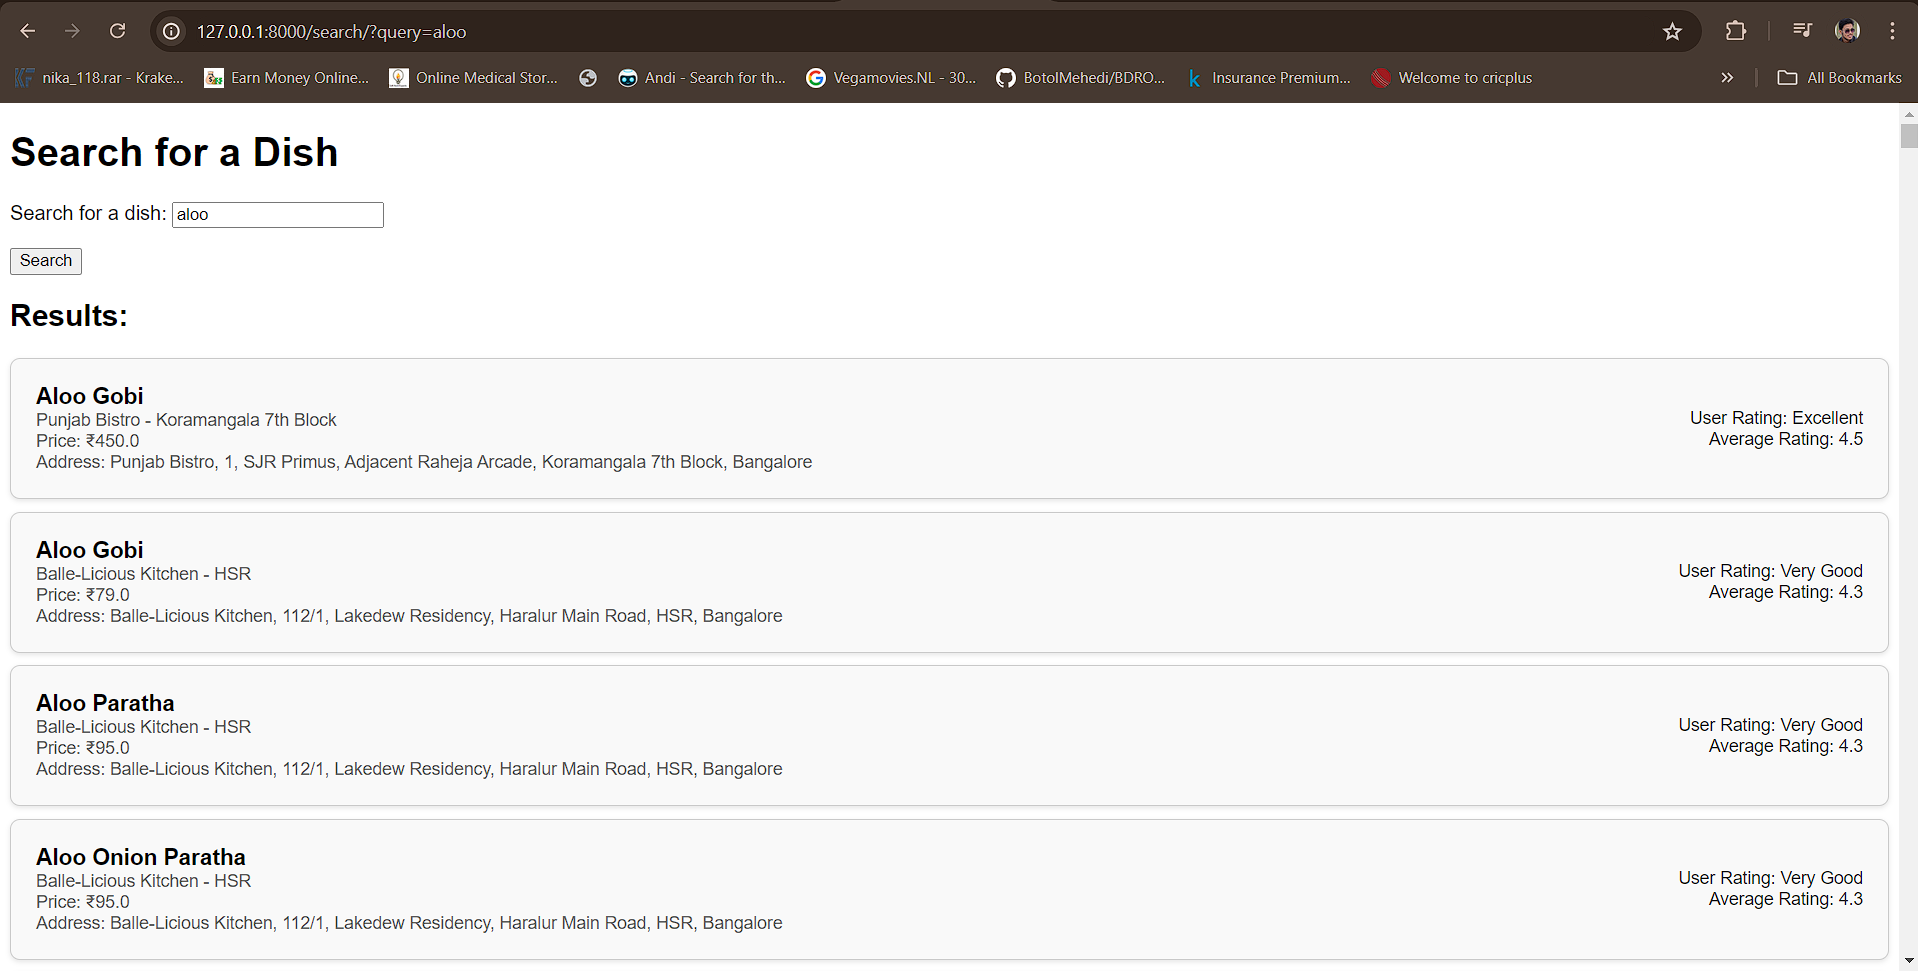 127.0.0.1:8000/search/?query=aloo
nika_118.rar - Krake... Earn Money Online... Online Medical Stor... Andi - Search for th... Vegamovies.NL - 30... BotolMehedi/BDRO... Insurance Premium... Welcome to cricplus » All Bookmarks
Search for a Dish
Search for a dish: aloo
Search
Results:
Aloo Gobi
Punjab Bistro - Koramangala 7th Block
Price: ₹450.0
Address: Punjab Bistro, 1, SJR Primus, Adjacent Raheja Arcade, Koramangala 7th Block, Bangalore
User Rating: Excellent
Average Rating: 4.5
Aloo Gobi
Balle-Licious Kitchen - HSR
Price: ₹79.0
Address: Balle-Licious Kitchen, 112/1, Lakedew Residency, Haralur Main Road, HSR, Bangalore
User Rating: Very Good
Average Rating: 4.3
Aloo Paratha
Balle-Licious Kitchen - HSR
Price: ₹95.0
Address: Balle-Licious Kitchen, 112/1, Lakedew Residency, Haralur Main Road, HSR, Bangalore
User Rating: Very Good
Average Rating: 4.3
Aloo Onion Paratha
Balle-Licious Kitchen - HSR
Price: ₹95.0
Address: Balle-Licious Kitchen, 112/1, Lakedew Residency, Haralur Main Road, HSR, Bangalore
User Rating: Very Good
Average Rating: 4.3